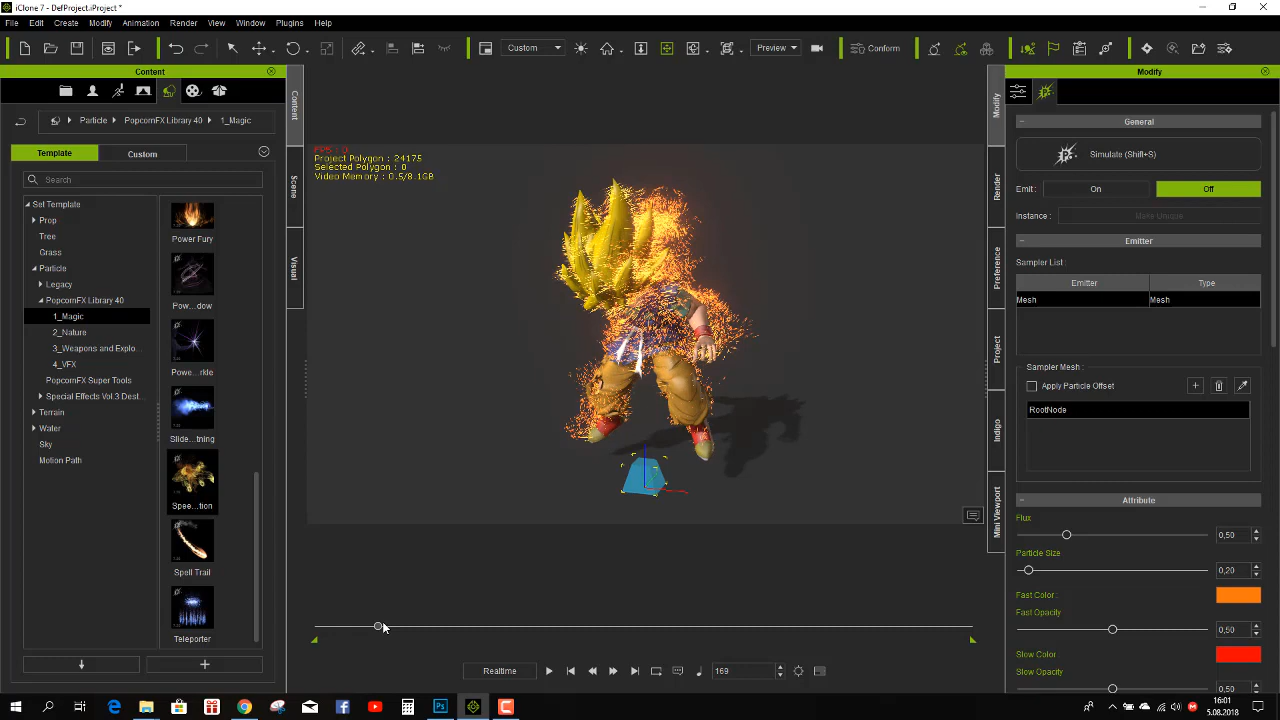 iClone 7 - DefProject.iProject *
File Edit Create Modify Animation Render View Window Plugins Help
Custom
Preview
Conform
Content
Particle PopcornFX Library 40 1_Magic
Template Custom
Search
Set Template
Prop
Tree
Grass
Particle
Legacy
PopcornFX Library 40
1_Magic
2_Nature
3_Weapons and Explo...
4_VFX
PopcornFX Super Tools
Special Effects Vol.3 Dest...
Terrain
Water
Sky
Motion Path
Power Fury
Pow...dow
Powe...rkle
Slide...tning
Spee...tion
Spell Trail
Teleporter
Content
Scene
Visual
FPS : 0
Project Polygon : 24175
Selected Polygon : 0
Video Memory : 0.5/8.1GB
Realtime
169
Modify
Render
Preference
Project
Indigo
Mini Viewport
Modify
General
Simulate (Shift+S)
Emit: On Off
Instance : Make Unique
Emitter
Sampler List :
Emitter Type
Mesh Mesh
Sampler Mesh :
Apply Particle Offset
RootNode
Attribute
Flux
0,50
Particle Size
0,20
Fast Color :
Fast Opacity
0,50
Slow Color :
Slow Opacity
0,50
16:01
5.08.2018